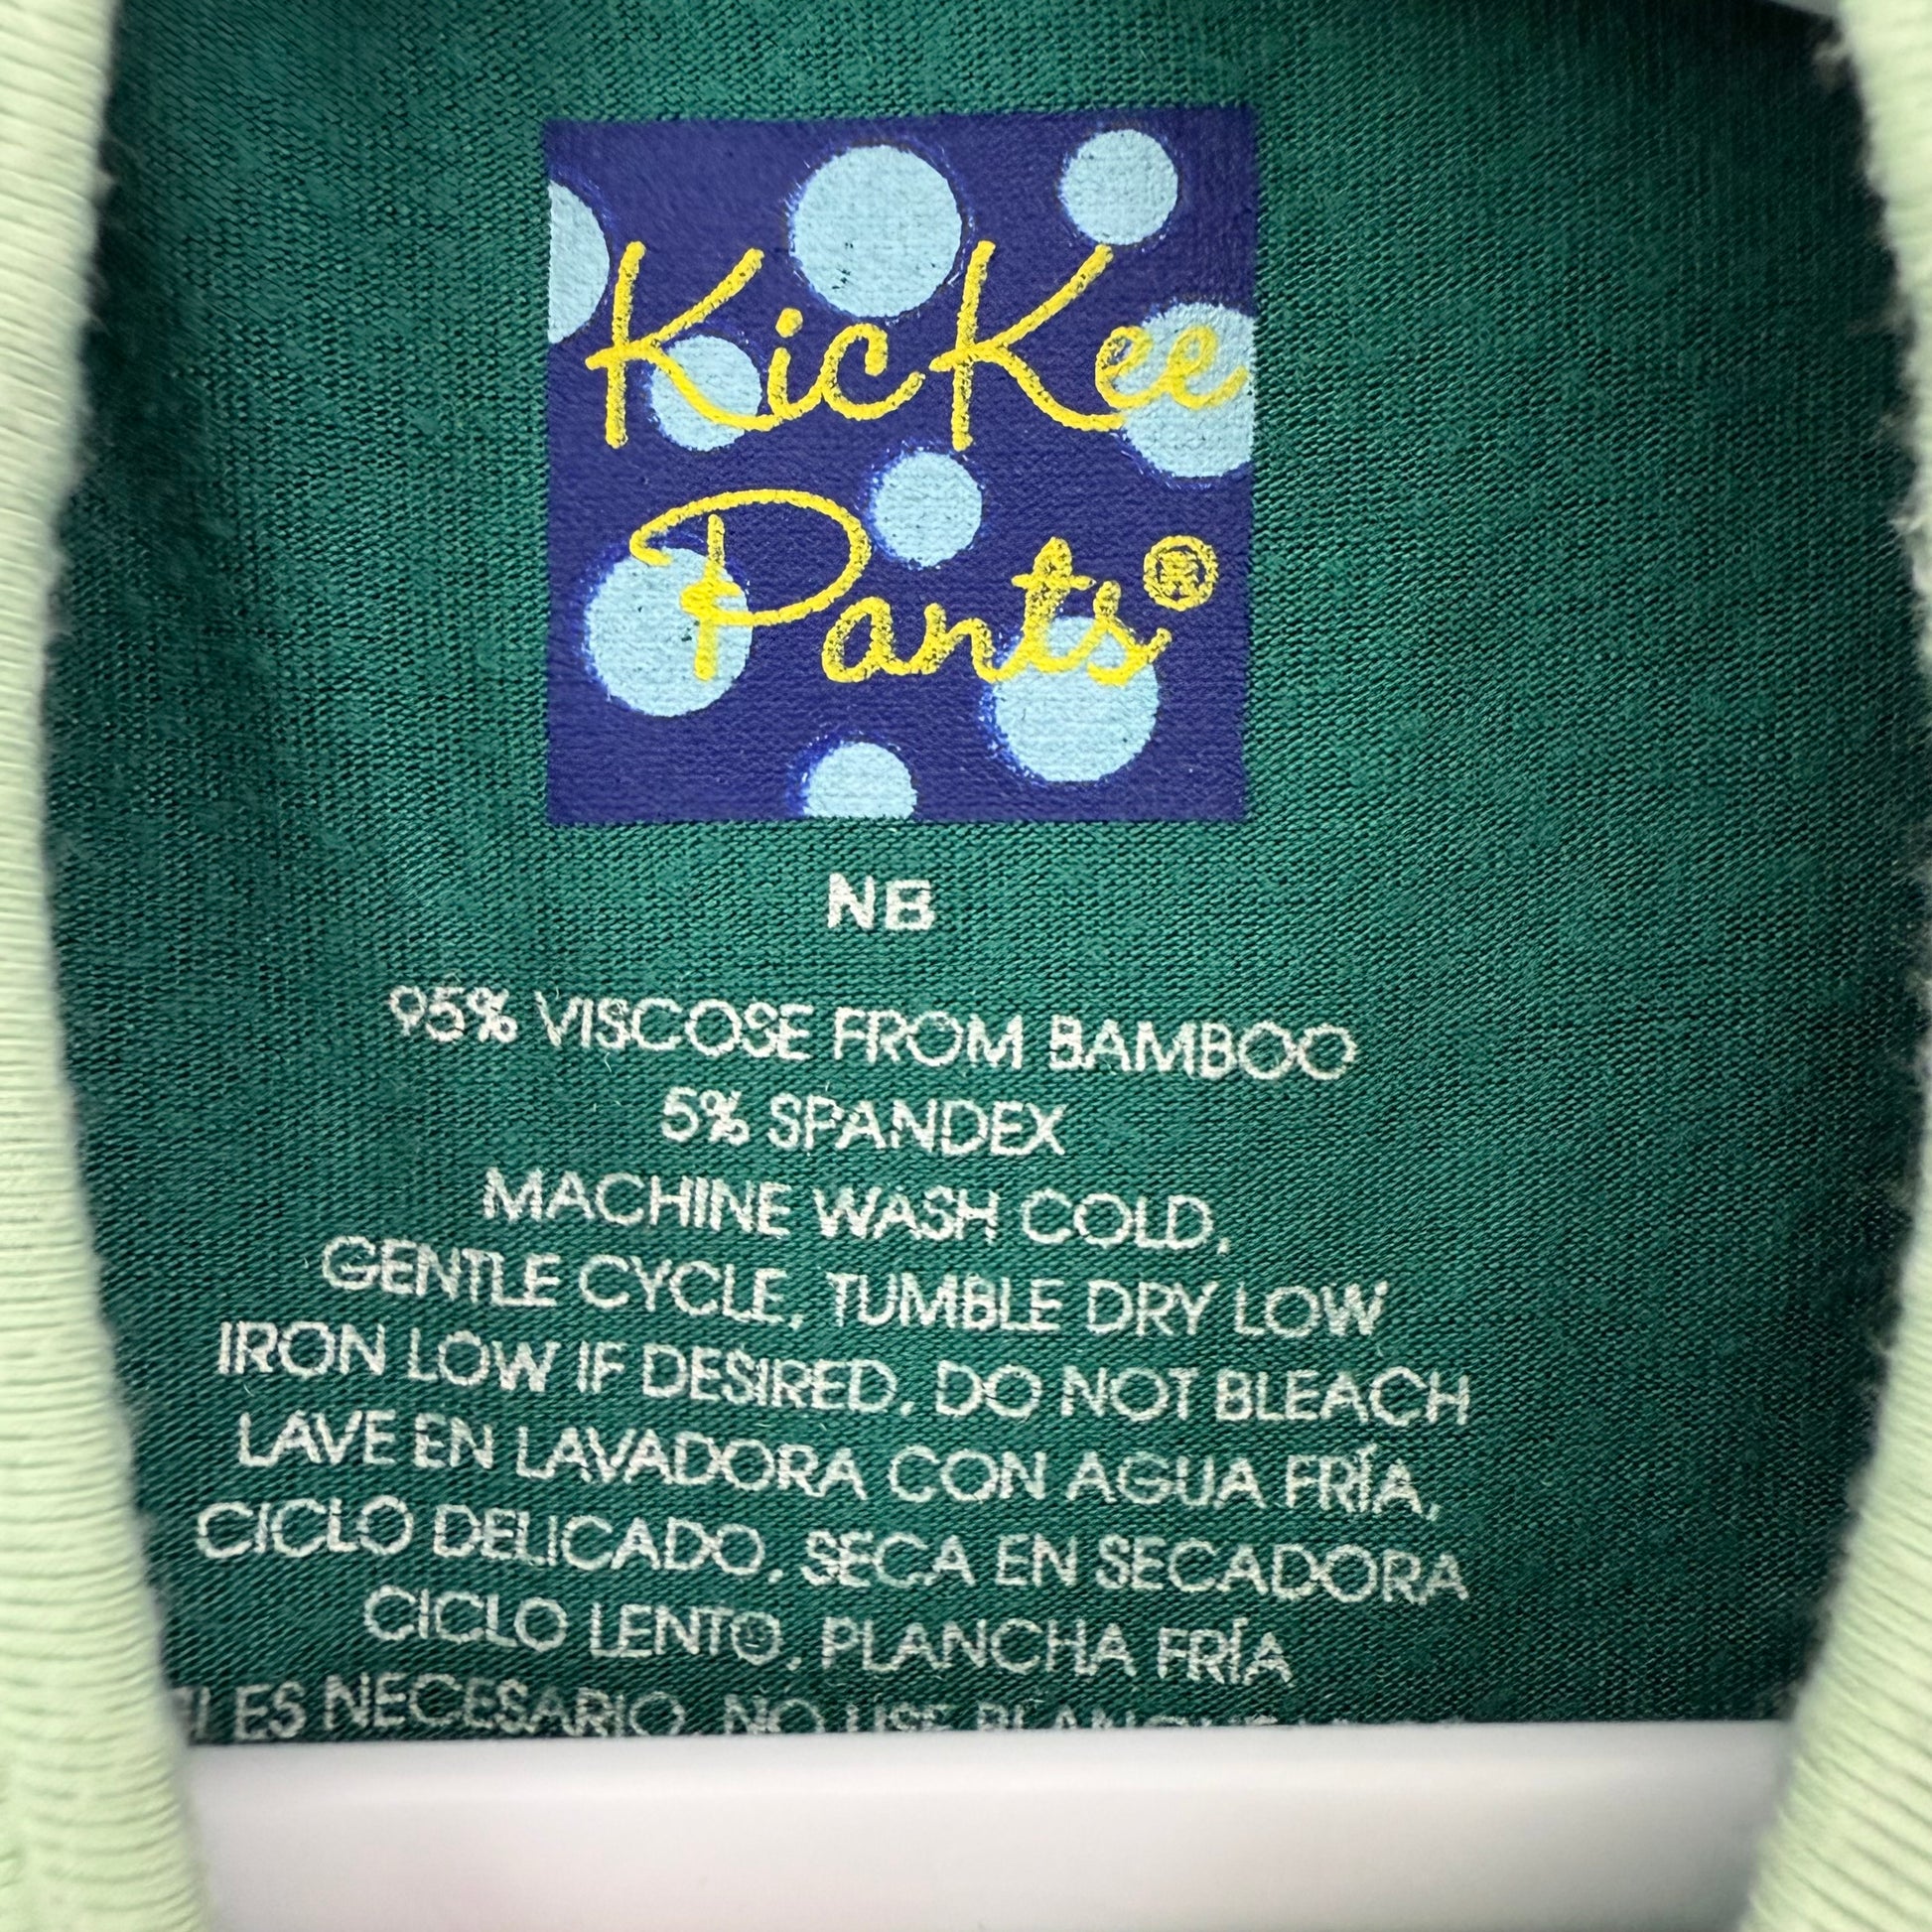 KicKee
Pants®
NB
95% VISCOSE FROM BAMBOO
5% SPANDEX
MACHINE WASH COLD,
GENTLE CYCLE, TUMBLE DRY LOW
IRON LOW IF DESIRED, DO NOT BLEACH
LAVE EN LAVADORA CON AGUA FRÍA,
CICLO DELICADO, SECA EN SECADORA
CICLO LENTO, PLANCHA FRÍA
ES NECESARIO, NO USE